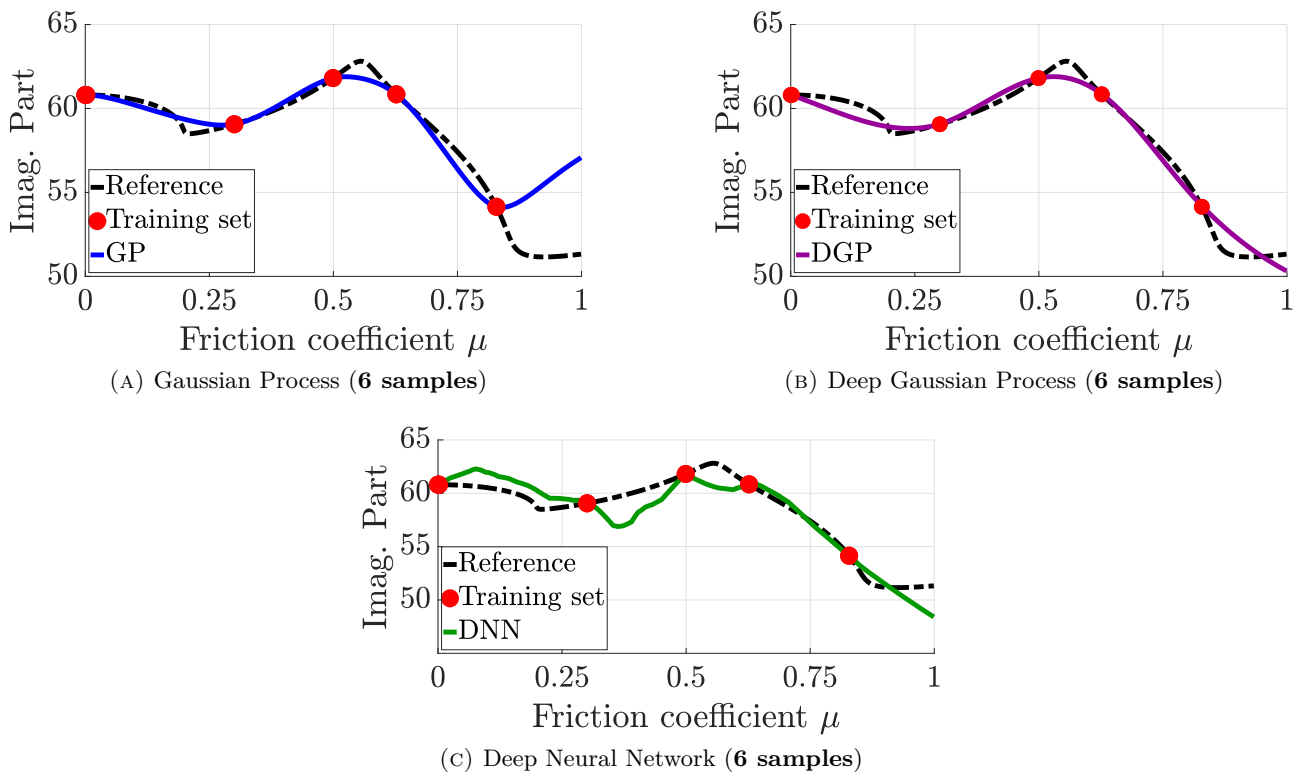 65
60
55
50
Imag. Part
Reference
Training set
GP
0
0.25
0.5
0.75
1
Friction coefficient μ
(A) Gaussian Process (6 samples)
65
60
55
50
Imag. Part
Reference
Training set
DGP
0
0.25
0.5
0.75
1
Friction coefficient μ
(B) Deep Gaussian Process (6 samples)
65
60
55
50
Imag. Part
Reference
Training set
DNN
0
0.25
0.5
0.75
1
Friction coefficient μ
(C) Deep Neural Network (6 samples)